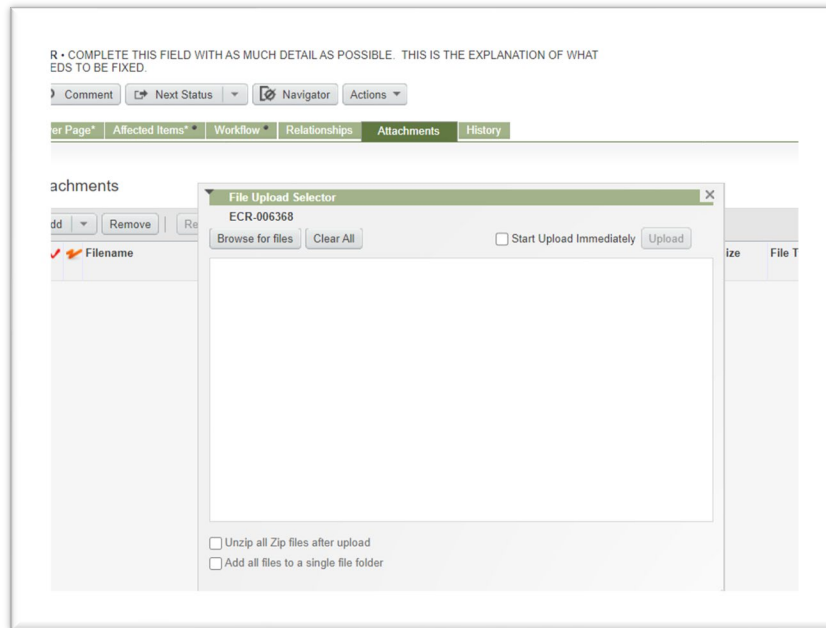 R • COMPLETE THIS FIELD WITH AS MUCH DETAIL AS POSSIBLE. THIS IS THE EXPLANATION OF WHAT
EDS TO BE FIXED.
Comment Next Status Navigator Actions
er Page* Affected Items* Workflow Relationships Attachments History
achments
File Upload Selector
ECR-006368
dd Remove Re
Browse for files Clear All Start Upload Immediately Upload
Filename ize File T
Unzip all Zip files after upload
Add all files to a single file folder